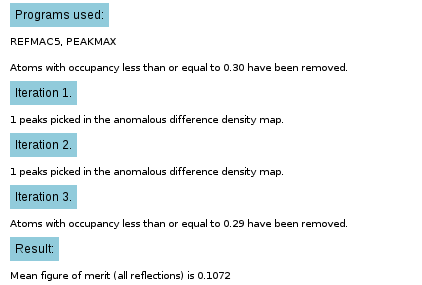 Programs used:
REFMAC5, PEAKMAX
Atoms with occupancy less than or equal to 0.30 have been removed.
Iteration 1.
1 peaks picked in the anomalous difference density map.
Iteration 2.
1 peaks picked in the anomalous difference density map.
Iteration 3.
Atoms with occupancy less than or equal to 0.29 have been removed.
Result:
Mean figure of merit (all reflections) is 0.1072